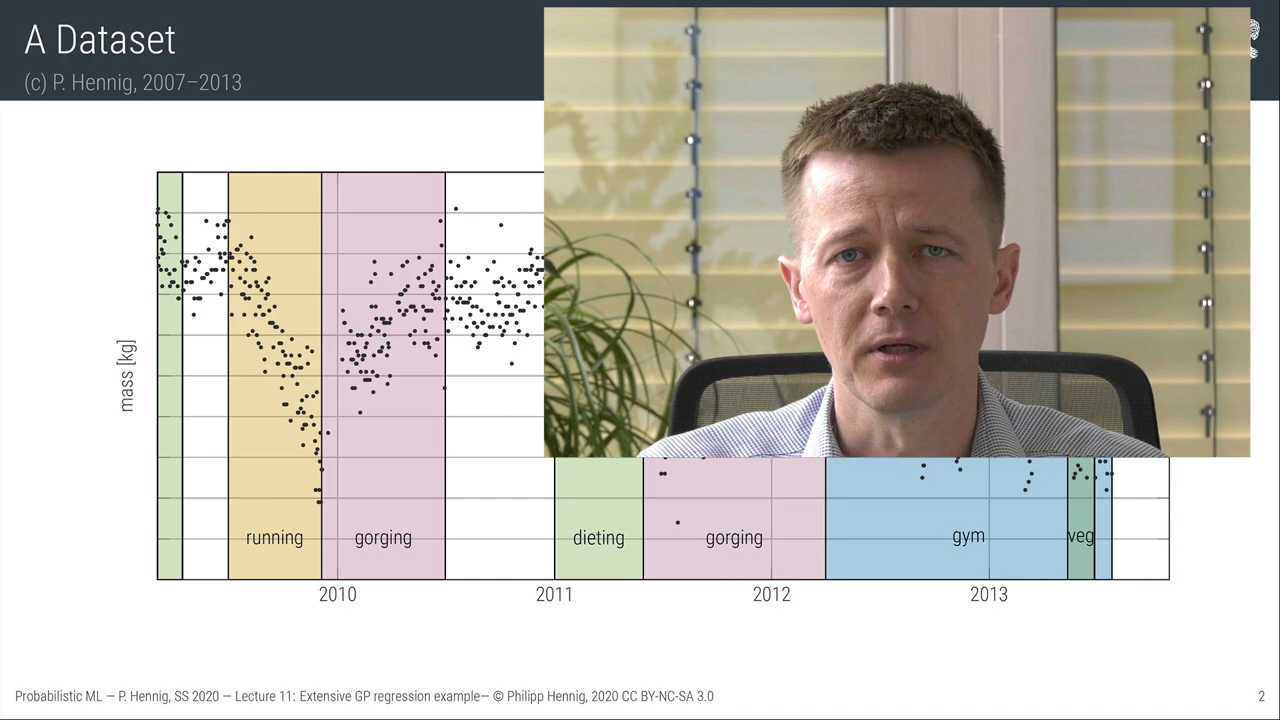 A Dataset
(c) P. Hennig, 2007–2013
mass [kg]
running
gorging
dieting
gorging
gym
veg
2010
2011
2012
2013
Probabilistic ML — P. Hennig, SS 2020 — Lecture 11: Extensive GP regression example— © Philipp Hennig, 2020 CC BY-NC-SA 3.0
2